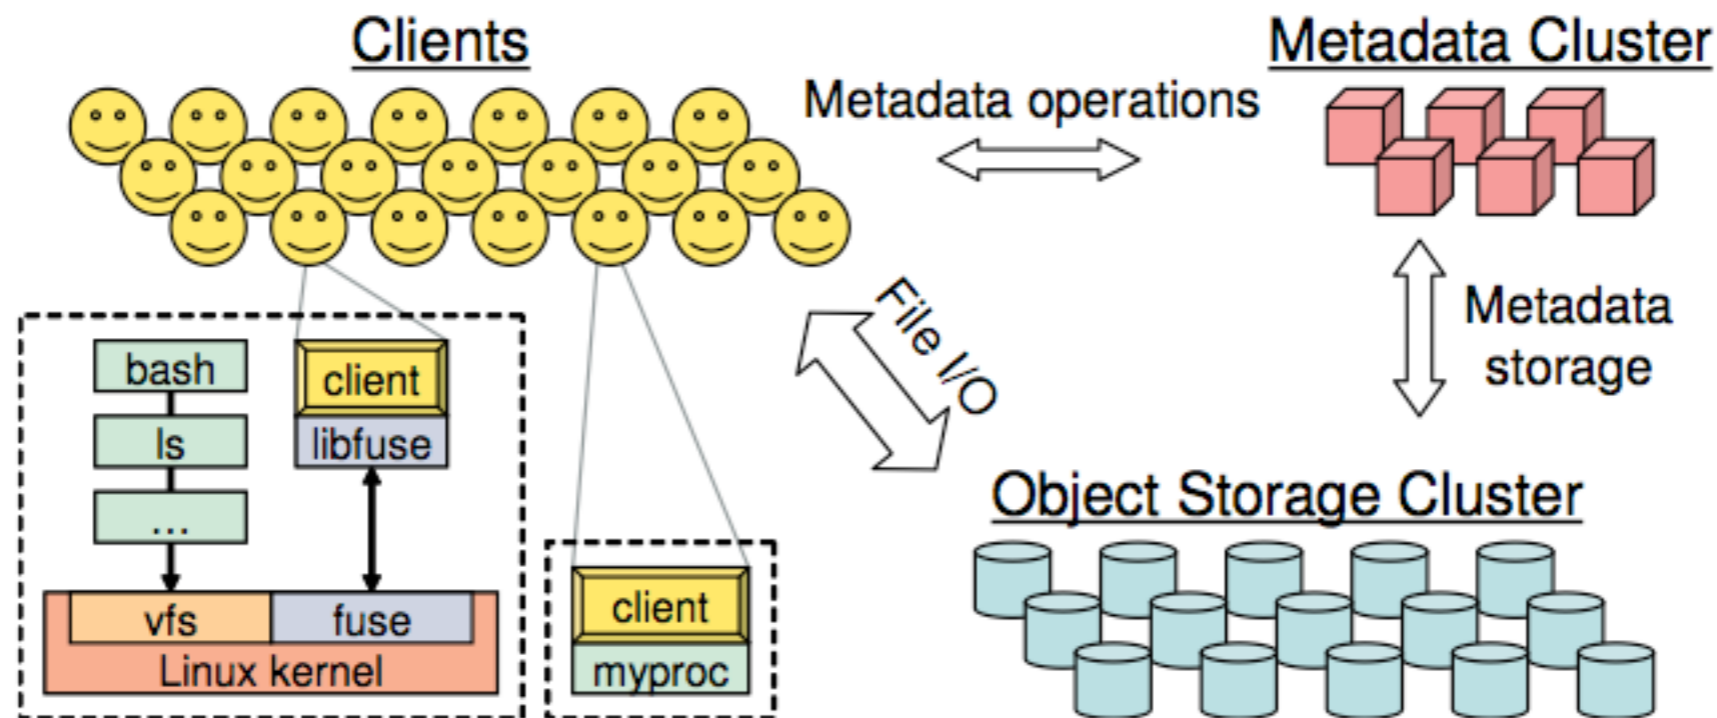 Clients
Metadata Cluster
Metadata operations
File I/O
Metadata
storage
bash
client
ls
libfuse
...
Object Storage Cluster
vfs
fuse
client
Linux kernel
myproc